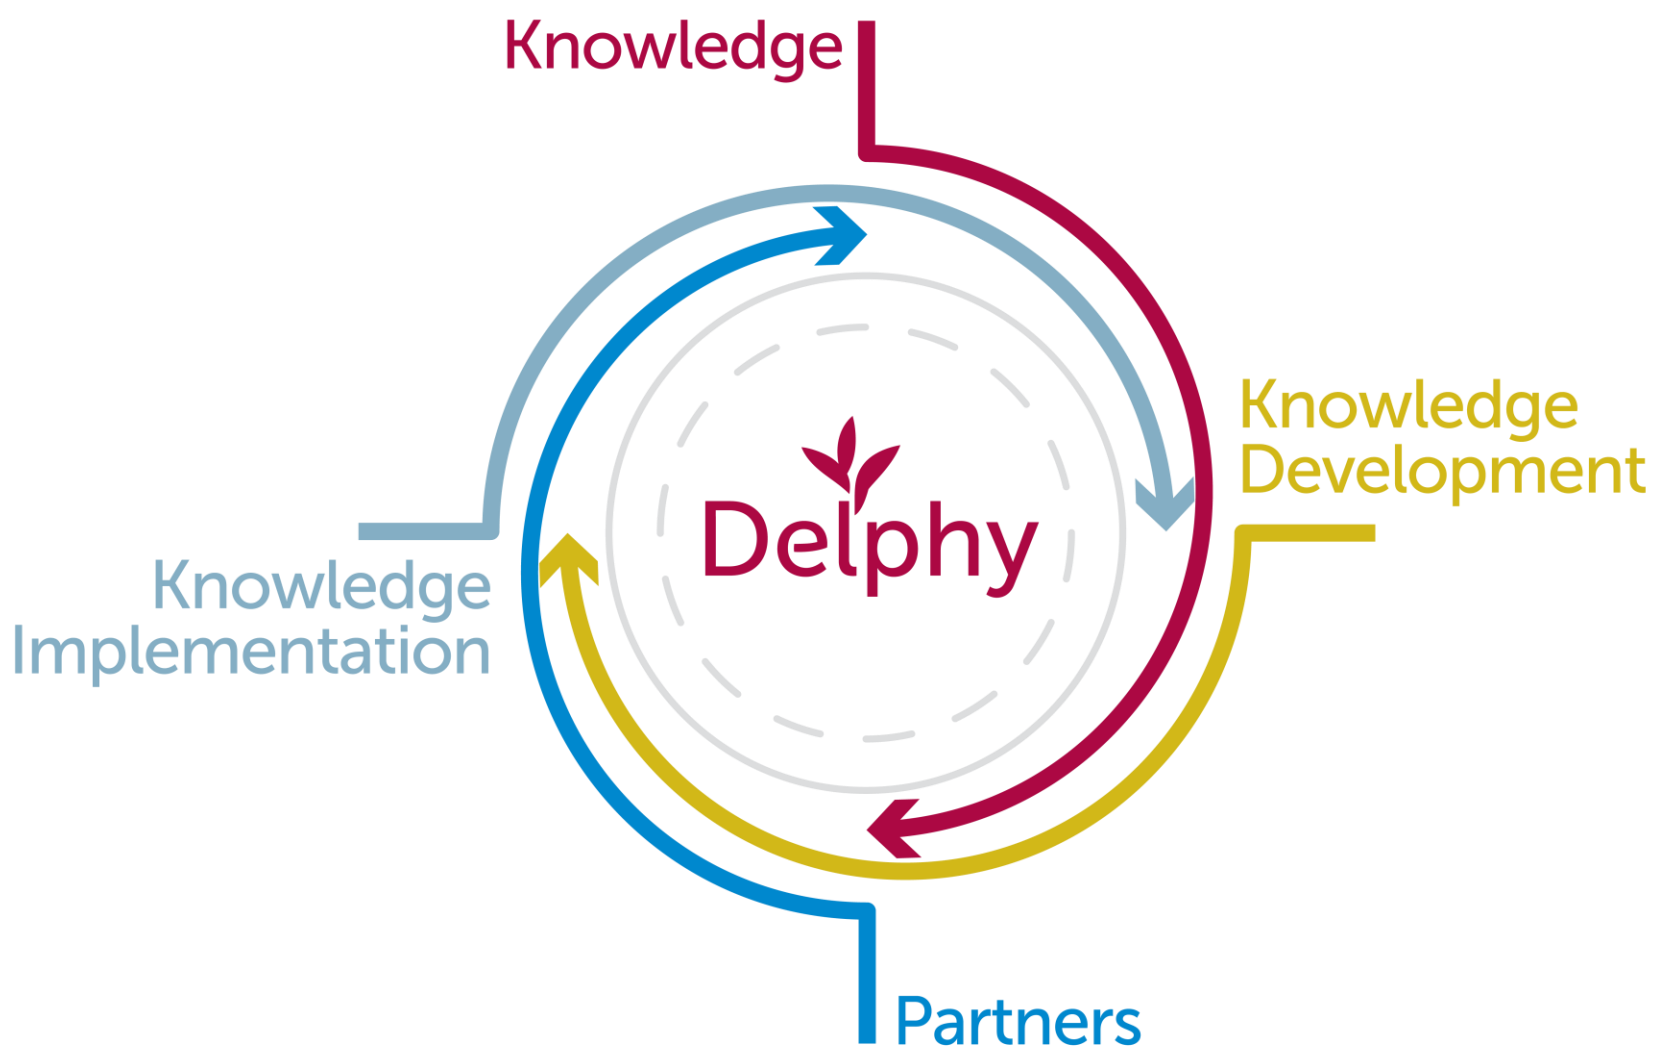 Knowledge
Knowledge
Development
Delphy
Knowledge
Implementation
Partners